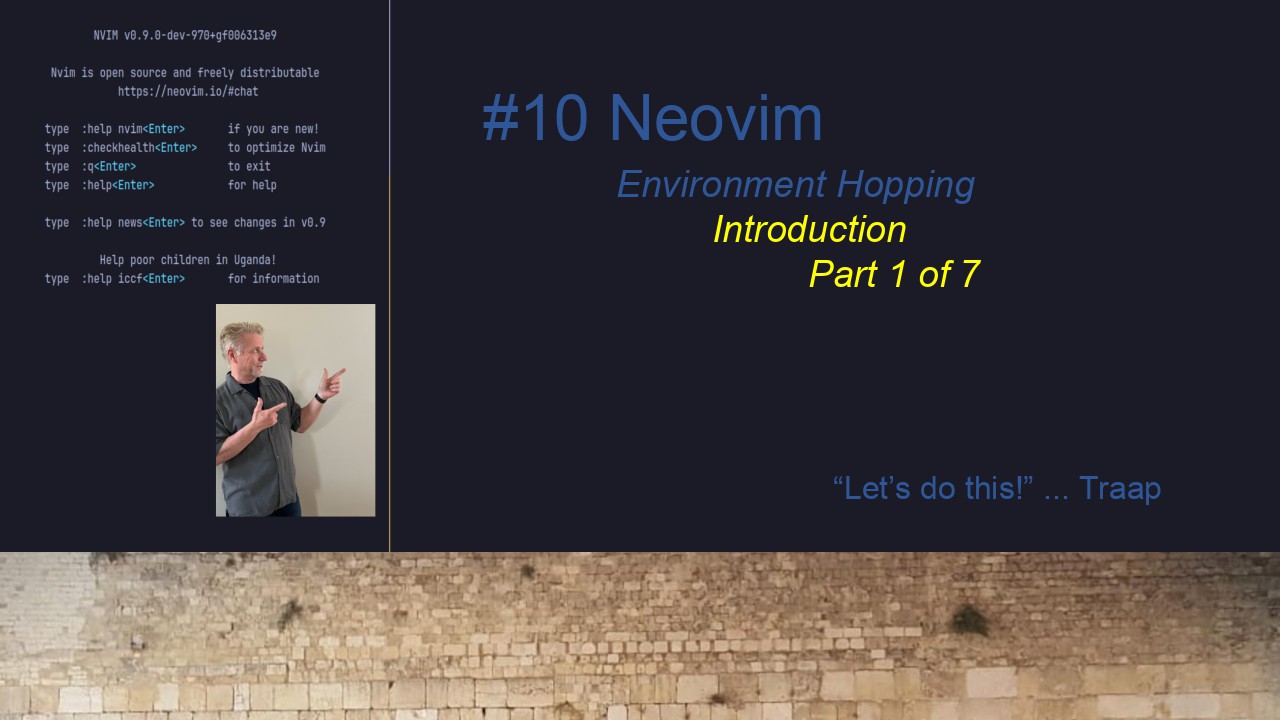 NVIM v0.9.0-dev-970+gf006313e9
Nvim is open source and freely distributable
https://neovim.io/#chat
type :help nvim<Enter> if you are new!
type :checkhealth<Enter> to optimize Nvim
type :q<Enter> to exit
type :help<Enter> for help
type :help news<Enter> to see changes in v0.9
Help poor children in Uganda!
type :help iccf<Enter> for information
#10 Neovim
Environment Hopping
Introduction
Part 1 of 7
“Let’s do this!” ... Traap